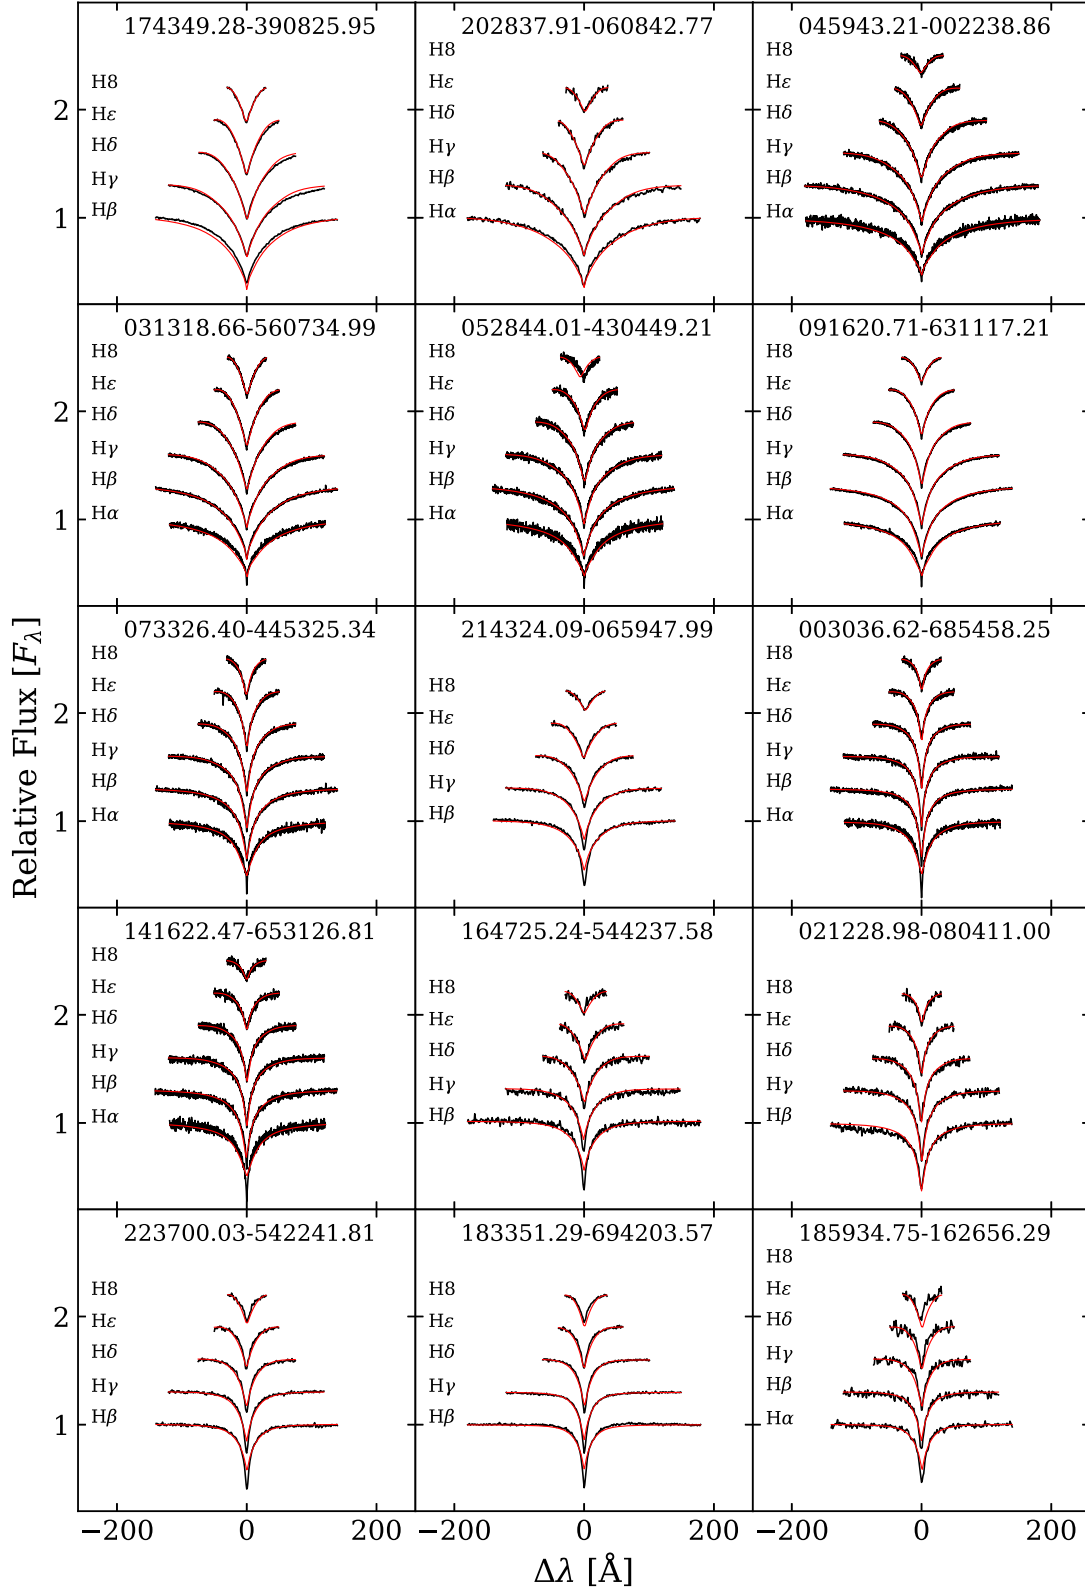 174349.28-390825.95
H8
Hε
Hδ
Hγ
Hβ
202837.91-060842.77
H8
Hε
Hδ
Hγ
Hβ
Hα
045943.21-002238.86
H8
Hε
Hδ
Hγ
Hβ
Hα
2
1
031318.66-560734.99
H8
Hε
Hδ
Hγ
Hβ
Hα
052844.01-430449.21
H8
Hε
Hδ
Hγ
Hβ
Hα
091620.71-631117.21
H8
Hε
Hδ
Hγ
Hβ
Hα
2
1
073326.40-445325.34
H8
Hε
Hδ
Hγ
Hβ
Hα
214324.09-065947.99
H8
Hε
Hδ
Hγ
Hβ
003036.62-685458.25
H8
Hε
Hδ
Hγ
Hβ
Hα
2
1
141622.47-653126.81
H8
Hε
Hδ
Hγ
Hβ
Hα
164725.24-544237.58
H8
Hε
Hδ
Hγ
Hβ
021228.98-080411.00
H8
Hε
Hδ
Hγ
Hβ
2
1
223700.03-542241.81
H8
Hε
Hδ
Hγ
Hβ
183351.29-694203.57
H8
Hε
Hδ
Hγ
Hβ
185934.75-162656.29
H8
Hε
Hδ
Hγ
Hβ
Hα
2
1
−200 0 200 −200 0 200 −200 0 200
Δλ [Å]
Relative Flux [Fλ]